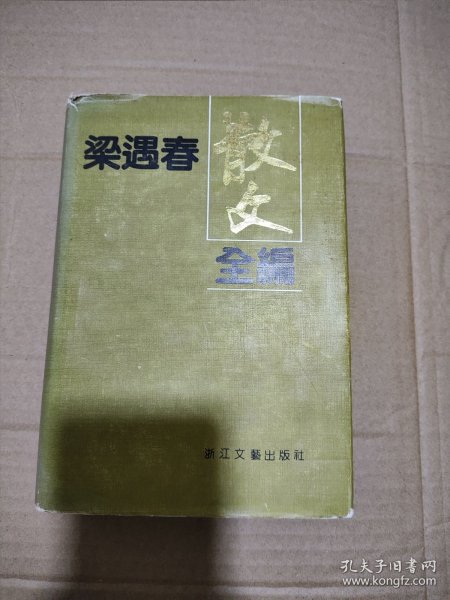 梁遇春
散文
全編
浙江文藝出版社
孔夫子旧书网
www.kongfz.com